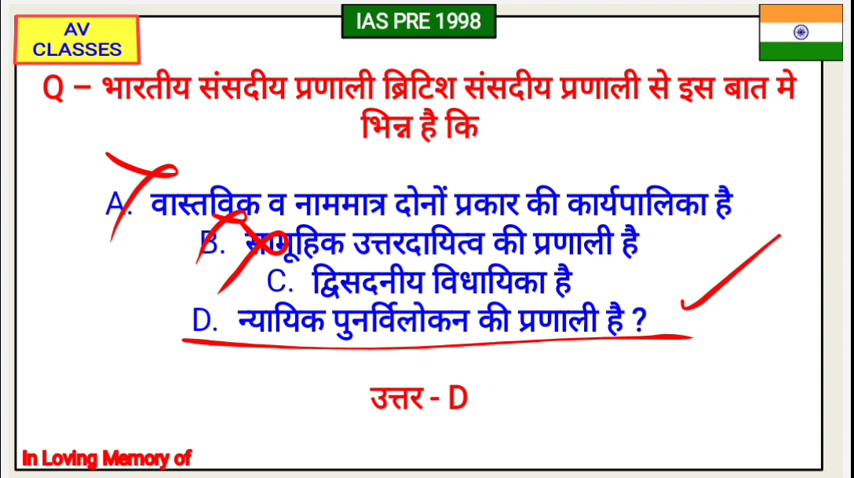 AV
CLASSES
IAS PRE 1998
Q – भारतीय संसदीय प्रणाली ब्रिटिश संसदीय प्रणाली से इस बात मे
भिन्न है कि
A. वास्तविक व नाममात्र दोनों प्रकार की कार्यपालिका है
B. सामूहिक उत्तरदायित्व की प्रणाली है
C. द्विसदनीय विधायिका है
D. न्यायिक पुनर्विलोकन की प्रणाली है ?
उत्तर - D
In Loving Memory of